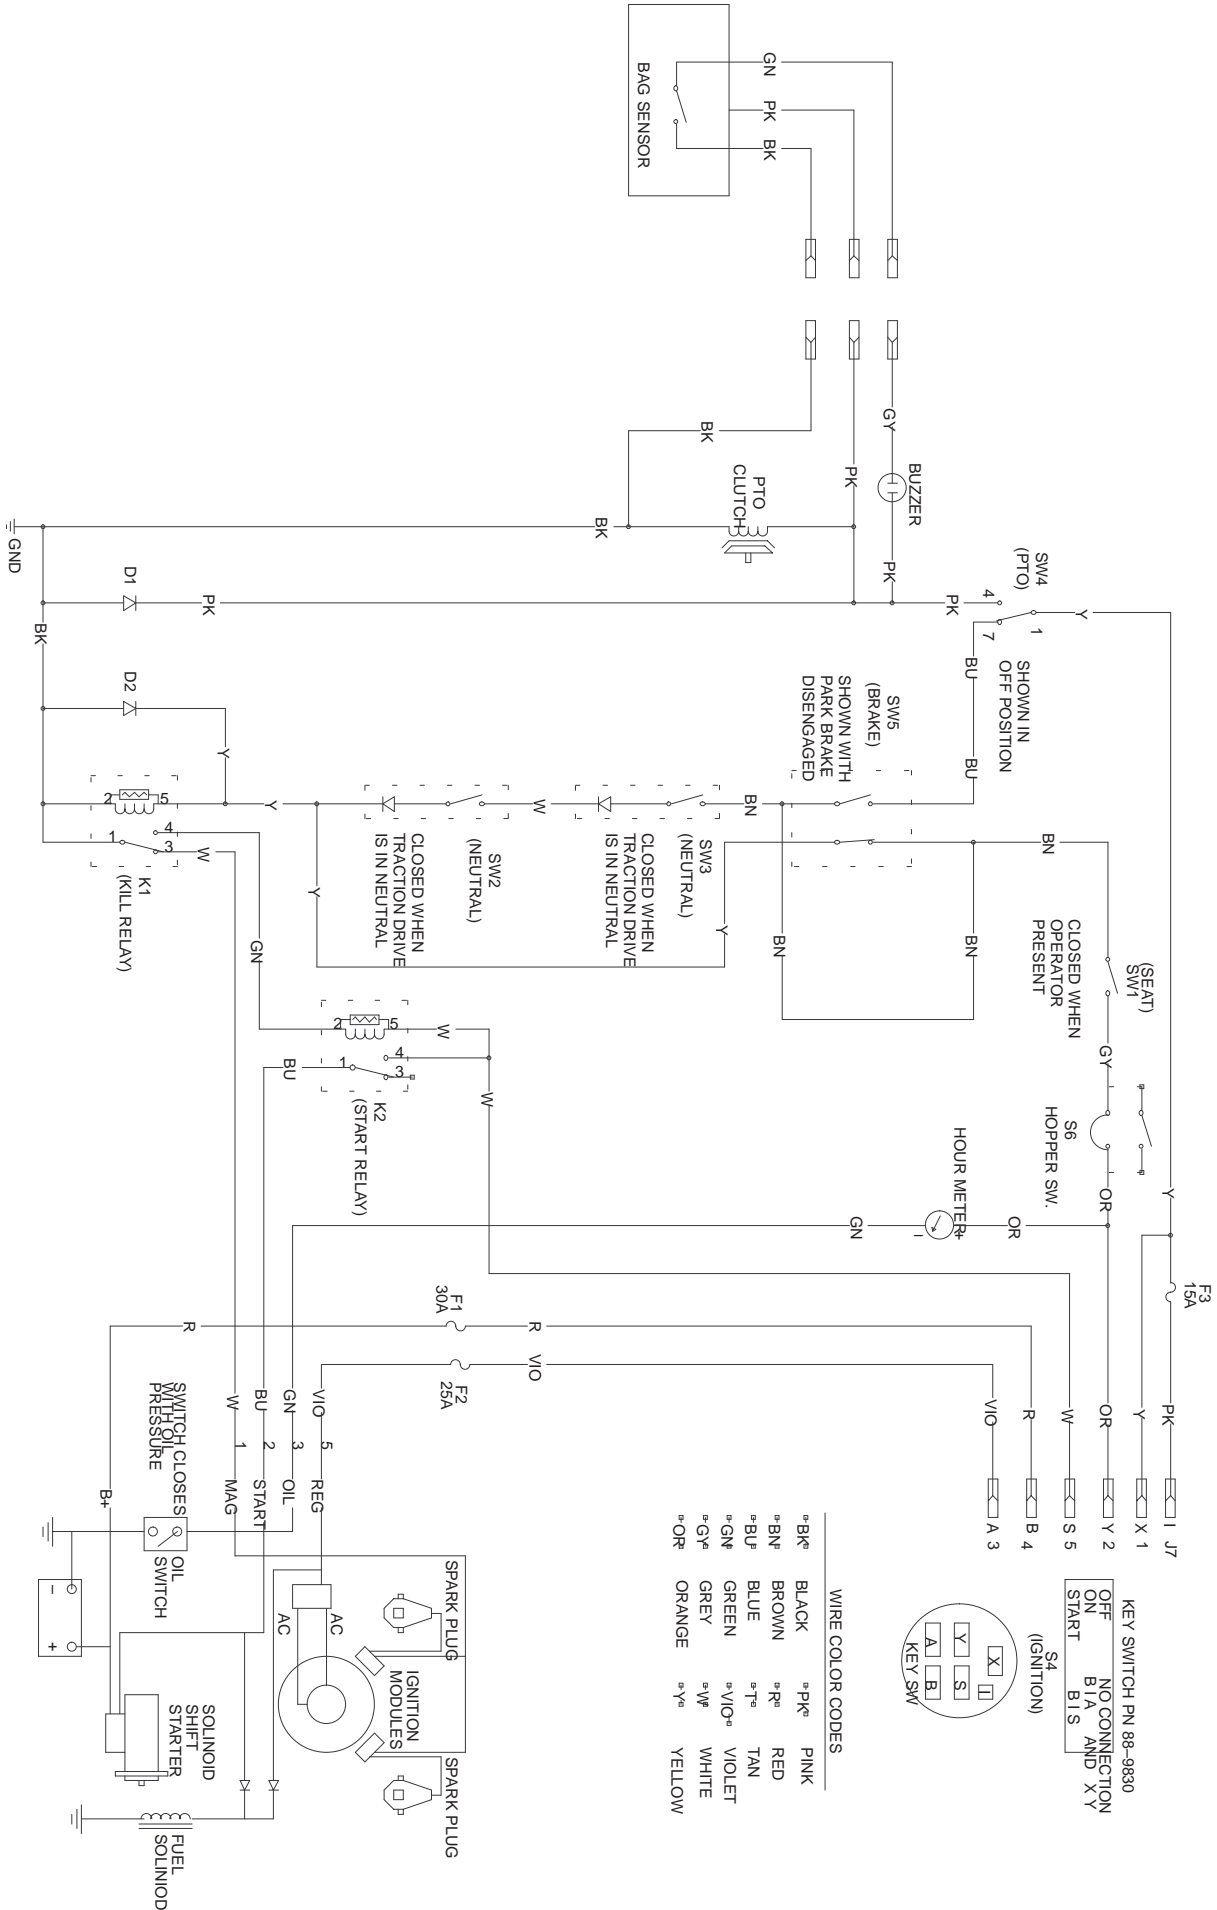 BAG SENSOR
GN
PK
BK
GY
BUZZER
PK
BK
PTO
CLUTCH
BK
PK
GND
D1
PK
PK
SW4
(PTO)
4
1
7
Y
SHOWN IN
OFF POSITION
BK
D2
Y
BU
BU
SW5
(BRAKE)
SHOWN WITH
PARK BRAKE
DISENGAGED
2
5
4
3
1
Y
W
K1
(KILL RELAY)
SW2
(NEUTRAL)
CLOSED WHEN
TRACTION DRIVE
IS IN NEUTRAL
W
SW3
(NEUTRAL)
CLOSED WHEN
TRACTION DRIVE
IS IN NEUTRAL
BN
BN
Y
Y
BN
BN
(SEAT)
SW1
CLOSED WHEN
OPERATOR
PRESENT
GN
2
5
4
3
1
W
W
BU
K2
(START RELAY)
GY
S6
HOPPER SW.
OR
Y
HOUR METER
+
–
OR
GN
F3
15A
F1
30A
R
R
F2
25A
VIO
PK
Y
OR
W
R
VIO
I J7
X 1
Y 2
S 5
B 4
A 3
VIO 5 REG
GN 3 OIL
BU 2 START
W 1 MAG
B+
SWITCH CLOSES
WITH OIL
PRESSURE
OIL
SWITCH
–
+
AC
AC
SPARK PLUG
IGNITION
MODULES
SPARK PLUG
SOLINOID
SHIFT
STARTER
FUEL
SOLINIOD
KEY SWITCH PN 88–9830
OFF NO CONNECTION
ON B I A AND X Y
START B I S
S4
(IGNITION)
X
I
Y
S
A
B
KEY SW
WIRE COLOR CODES
BK BLACK PK PINK
BN BROWN R RED
BU BLUE T TAN
GN GREEN VIO VIOLET
GY GREY W WHITE
OR ORANGE Y YELLOW